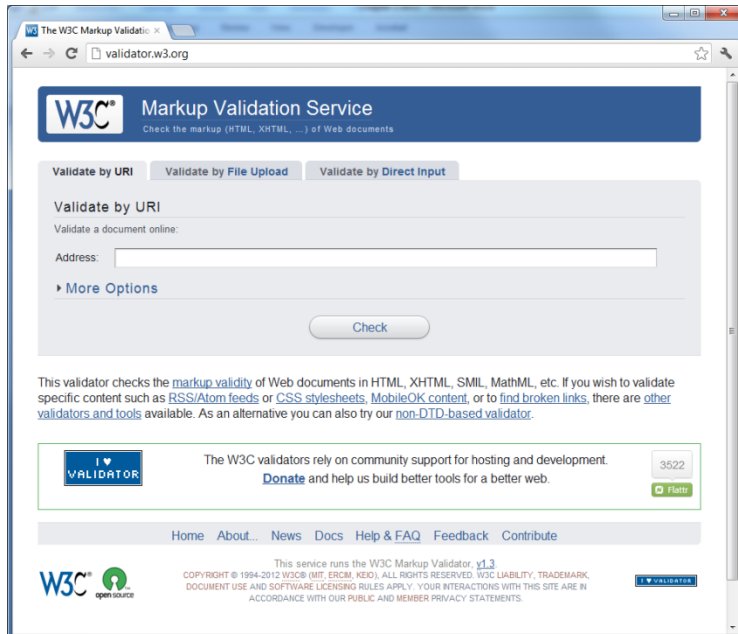 The W3C Markup Validatio
validator.w3.org
W3C®
Markup Validation Service
Check the markup (HTML, XHTML, ...) of Web documents
Validate by URI
Validate by File Upload
Validate by Direct Input
Validate by URI
Validate a document online:
Address:
More Options
Check
This validator checks the markup validity of Web documents in HTML, XHTML, SMIL, MathML, etc. If you wish to validate
specific content such as RSS/Atom feeds or CSS stylesheets, MobileOK content, or to find broken links, there are other
validators and tools available. As an alternative you can also try our non-DTD-based validator.
I ♥
VALIDATOR
The W3C validators rely on community support for hosting and development.
Donate and help us build better tools for a better web.
3522
Flattr
Home About... News Docs Help & FAQ Feedback Contribute
W3C®
open source
This service runs the W3C Markup Validator, v1.3.
COPYRIGHT © 1994-2012 W3C® (MIT, ERCIM, KEIO), ALL RIGHTS RESERVED. W3C LIABILITY, TRADEMARK,
DOCUMENT USE AND SOFTWARE LICENSING RULES APPLY. YOUR INTERACTIONS WITH THIS SITE ARE IN
ACCORDANCE WITH OUR PUBLIC AND MEMBER PRIVACY STATEMENTS.
I ♥ VALIDATOR